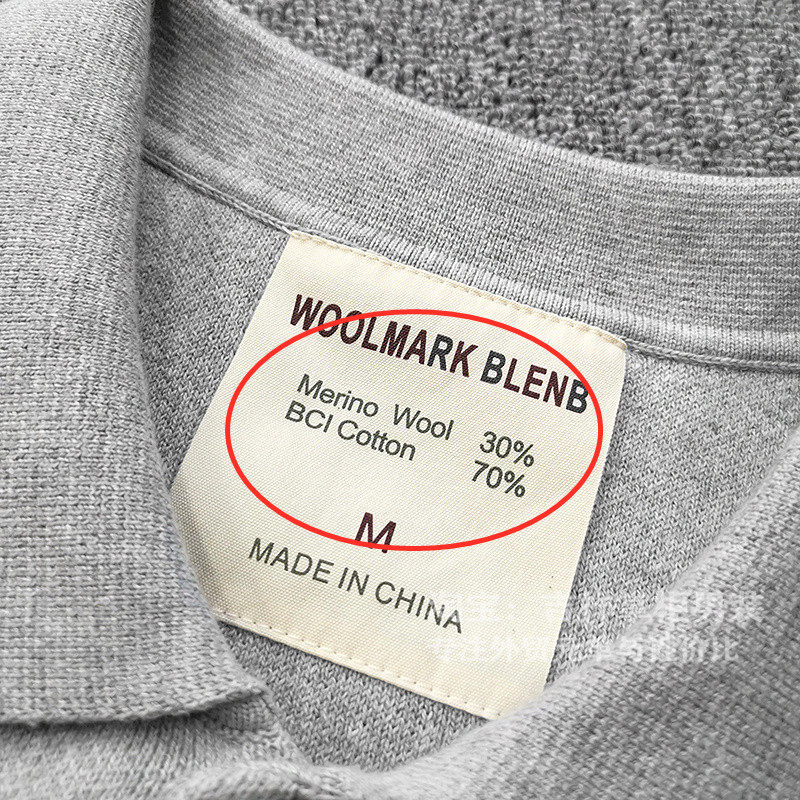 WOOLMARK BLENB
Merino Wool 30%
BCI Cotton 70%
M
MADE IN CHINA